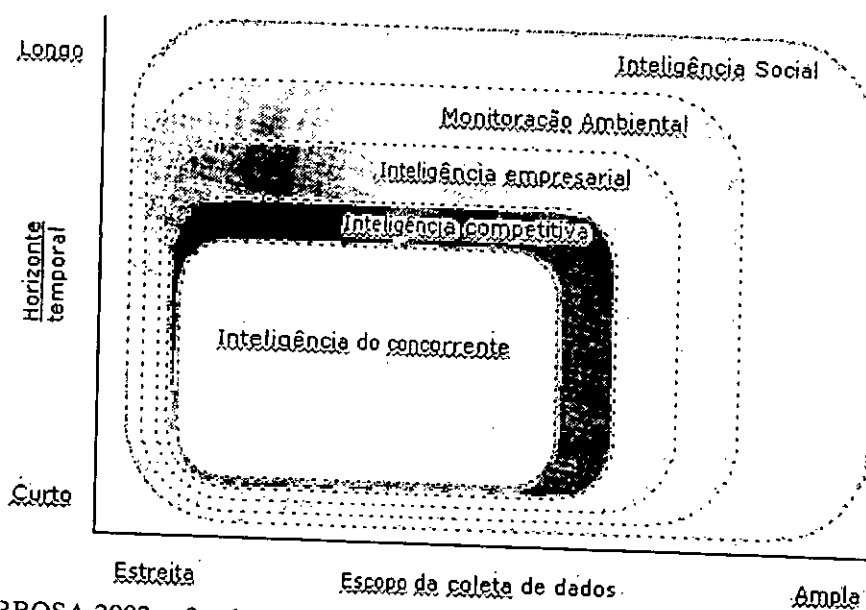 Longo
Inteligência Social
Monitoração Ambiental
Inteligência empresarial
Inteligência competitiva
Horizonte
temporal
Inteligência do concorrente
Curto
Estreita
Escopo da coleta de dados
Ampla
2002